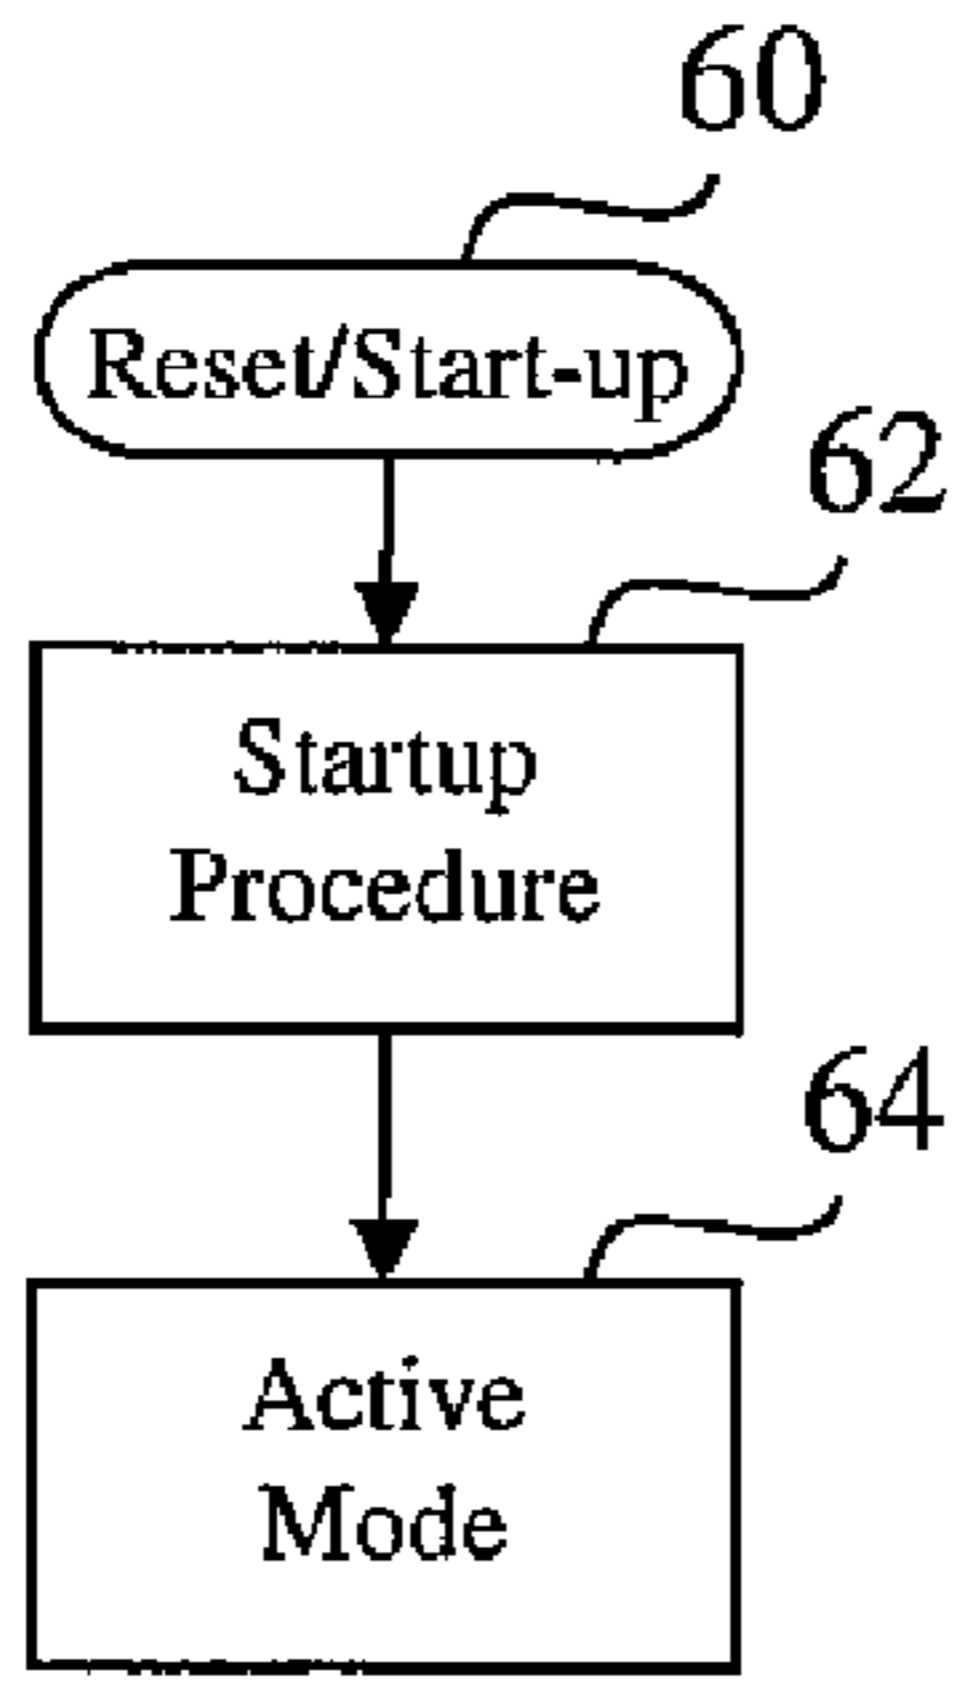 60
Reset/Start-up
62
Startup
Procedure
64
Active
Mode